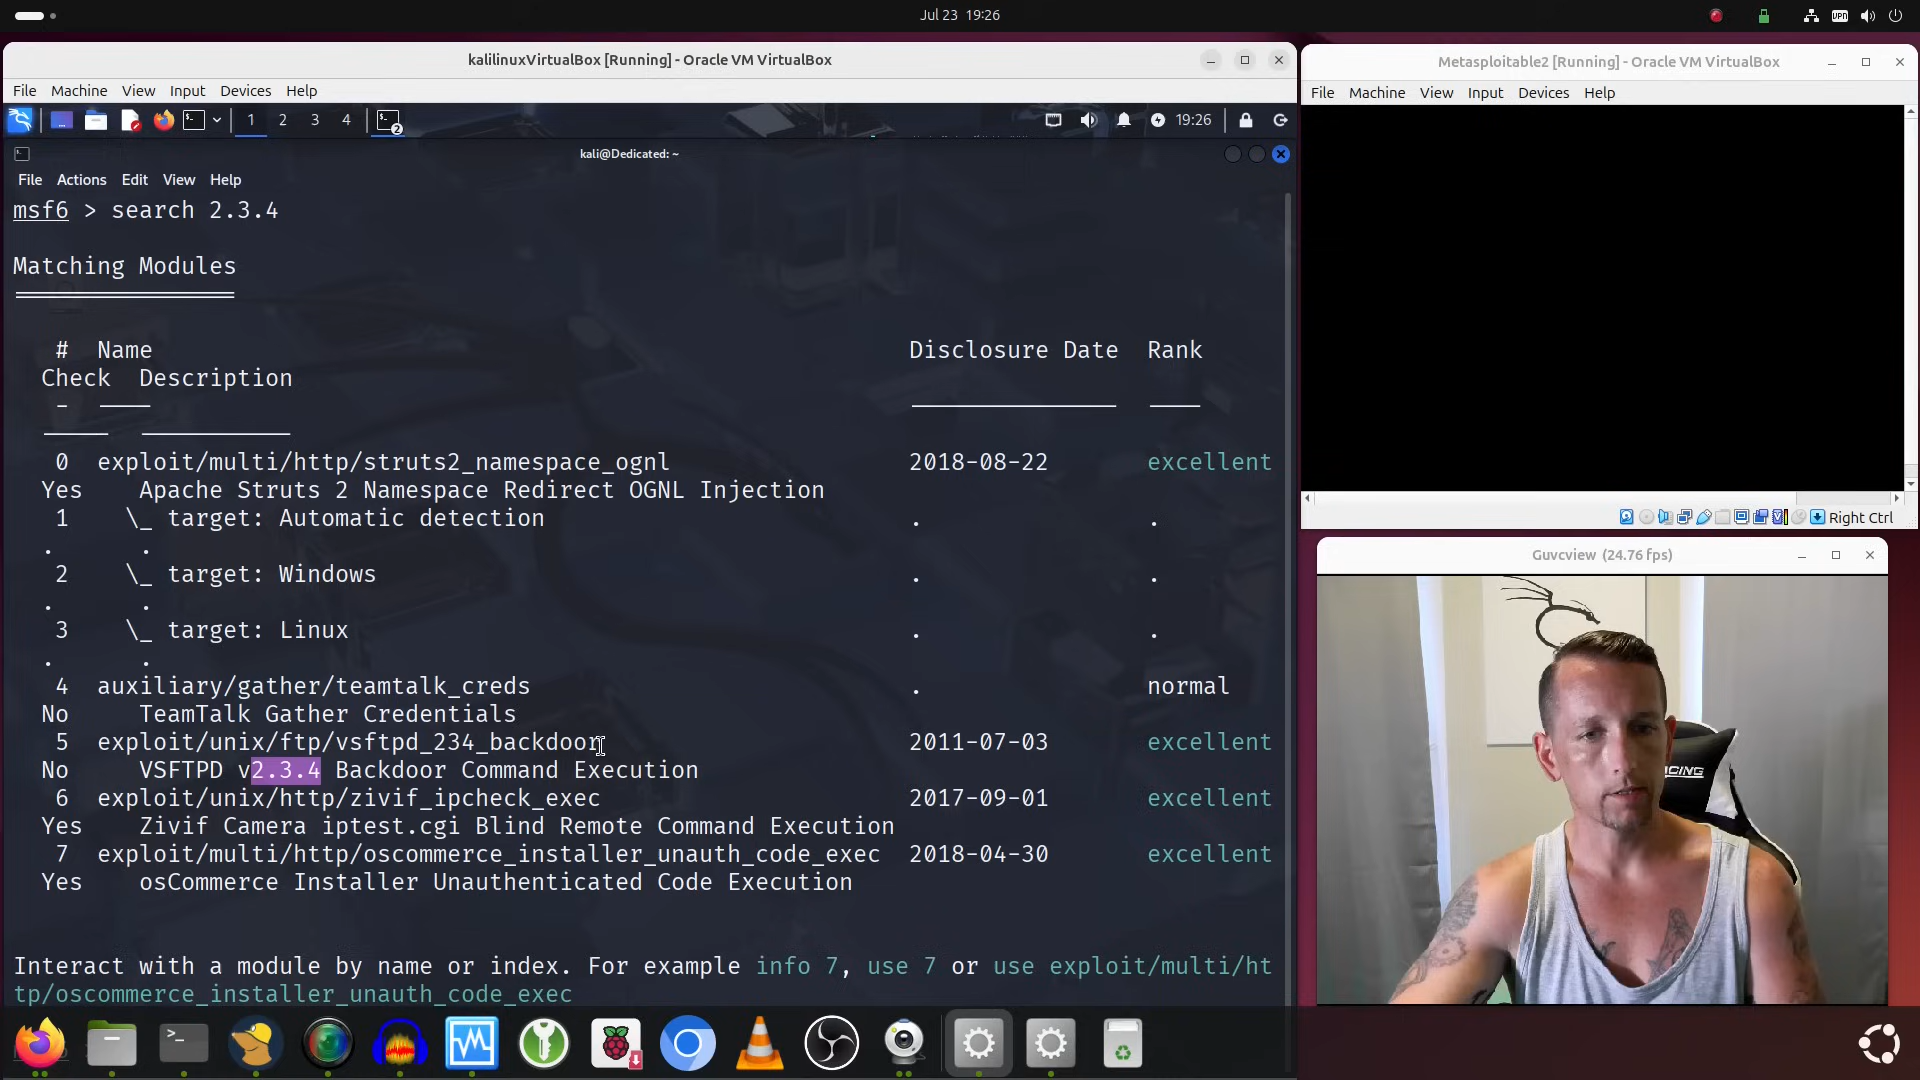 Jul 23 19:26
VPN
kalilinuxVirtualBox [Running] - Oracle VM VirtualBox
File Machine View Input Devices Help
1 2 3 4 2 19:26
kali@Dedicated: ~
File Actions Edit View Help
msf6 > search 2.3.4
Matching Modules
# Name Disclosure Date Rank
Check Description
0 exploit/multi/http/struts2_namespace_ognl 2018-08-22 excellent
Yes Apache Struts 2 Namespace Redirect OGNL Injection
1 \_ target: Automatic detection . .
. .
2 \_ target: Windows . .
. .
3 \_ target: Linux . .
. .
4 auxiliary/gather/teamtalk_creds . normal
No TeamTalk Gather Credentials
5 exploit/unix/ftp/vsftpd_234_backdoor 2011-07-03 excellent
No VSFTPD v2.3.4 Backdoor Command Execution
6 exploit/unix/http/zivif_ipcheck_exec 2017-09-01 excellent
Yes Zivif Camera iptest.cgi Blind Remote Command Execution
7 exploit/multi/http/oscommerce_installer_unauth_code_exec 2018-04-30 excellent
Yes osCommerce Installer Unauthenticated Code Execution
Interact with a module by name or index. For example info 7, use 7 or use exploit/multi/ht
tp/oscommerce_installer_unauth_code_exec
Metasploitable2 [Running] - Oracle VM VirtualBox
File Machine View Input Devices Help
Right Ctrl
Guvcview (24.76 fps)
CING